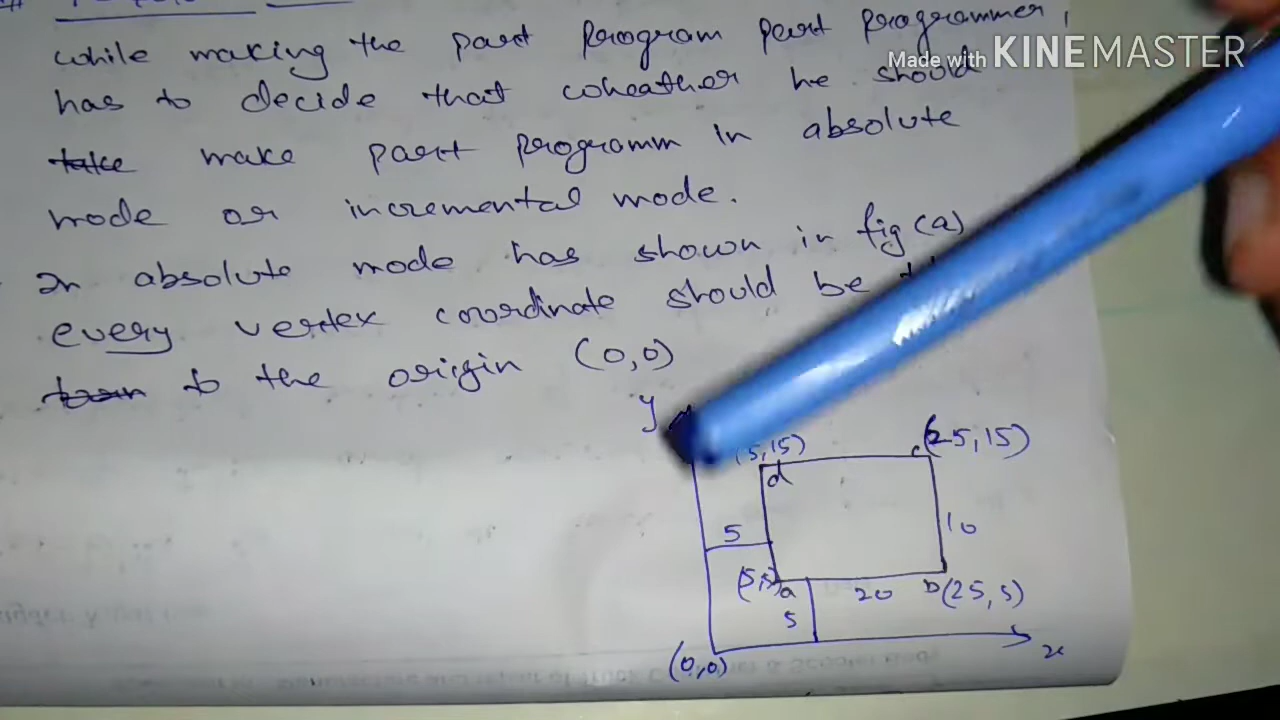 while making the part program part programmer,
Made with KINEMASTER
has to decide that wheather he should
take make part programm in absolute
mode or incremental mode.
In absolute mode has shown in fig (a)
every vertex coordinate should be
to the origin (0,0)
y
(5,15) c (25,15)
d
5 10
(5,5) a 20 b (25,5)
5
(0,0) x